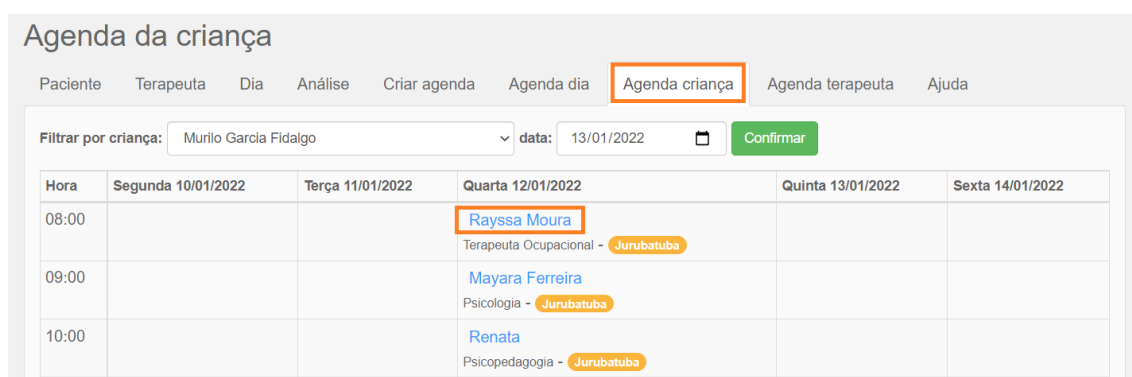 Agenda da criança
Paciente Terapeuta Dia Análise Criar agenda Agenda dia Agenda criança Agenda terapeuta Ajuda
Filtrar por criança: Murilo Garcia Fidalgo data: 13/01/2022 Confirmar
Hora Segunda 10/01/2022 Terça 11/01/2022 Quarta 12/01/2022 Quinta 13/01/2022 Sexta 14/01/2022
08:00 Rayssa Moura
Terapeuta Ocupacional - Jurubatuba
09:00 Mayara Ferreira
Psicologia - Jurubatuba
10:00 Renata
Psicopedagogia - Jurubatuba